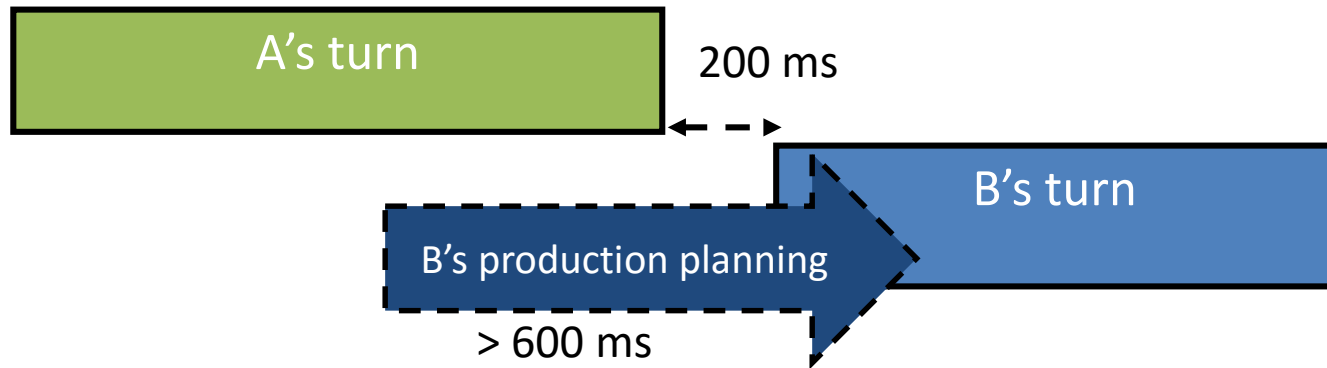 A’s turn
200 ms
B’s turn
B’s production planning
> 600 ms